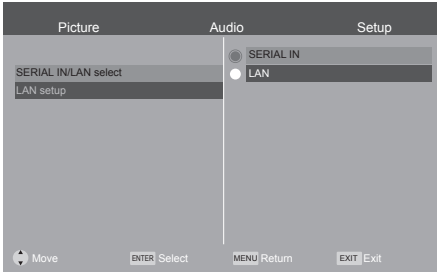 Picture Audio Setup
SERIAL IN/LAN select
LAN setup
SERIAL IN
LAN
Move ENTER Select MENU Return EXIT Exit